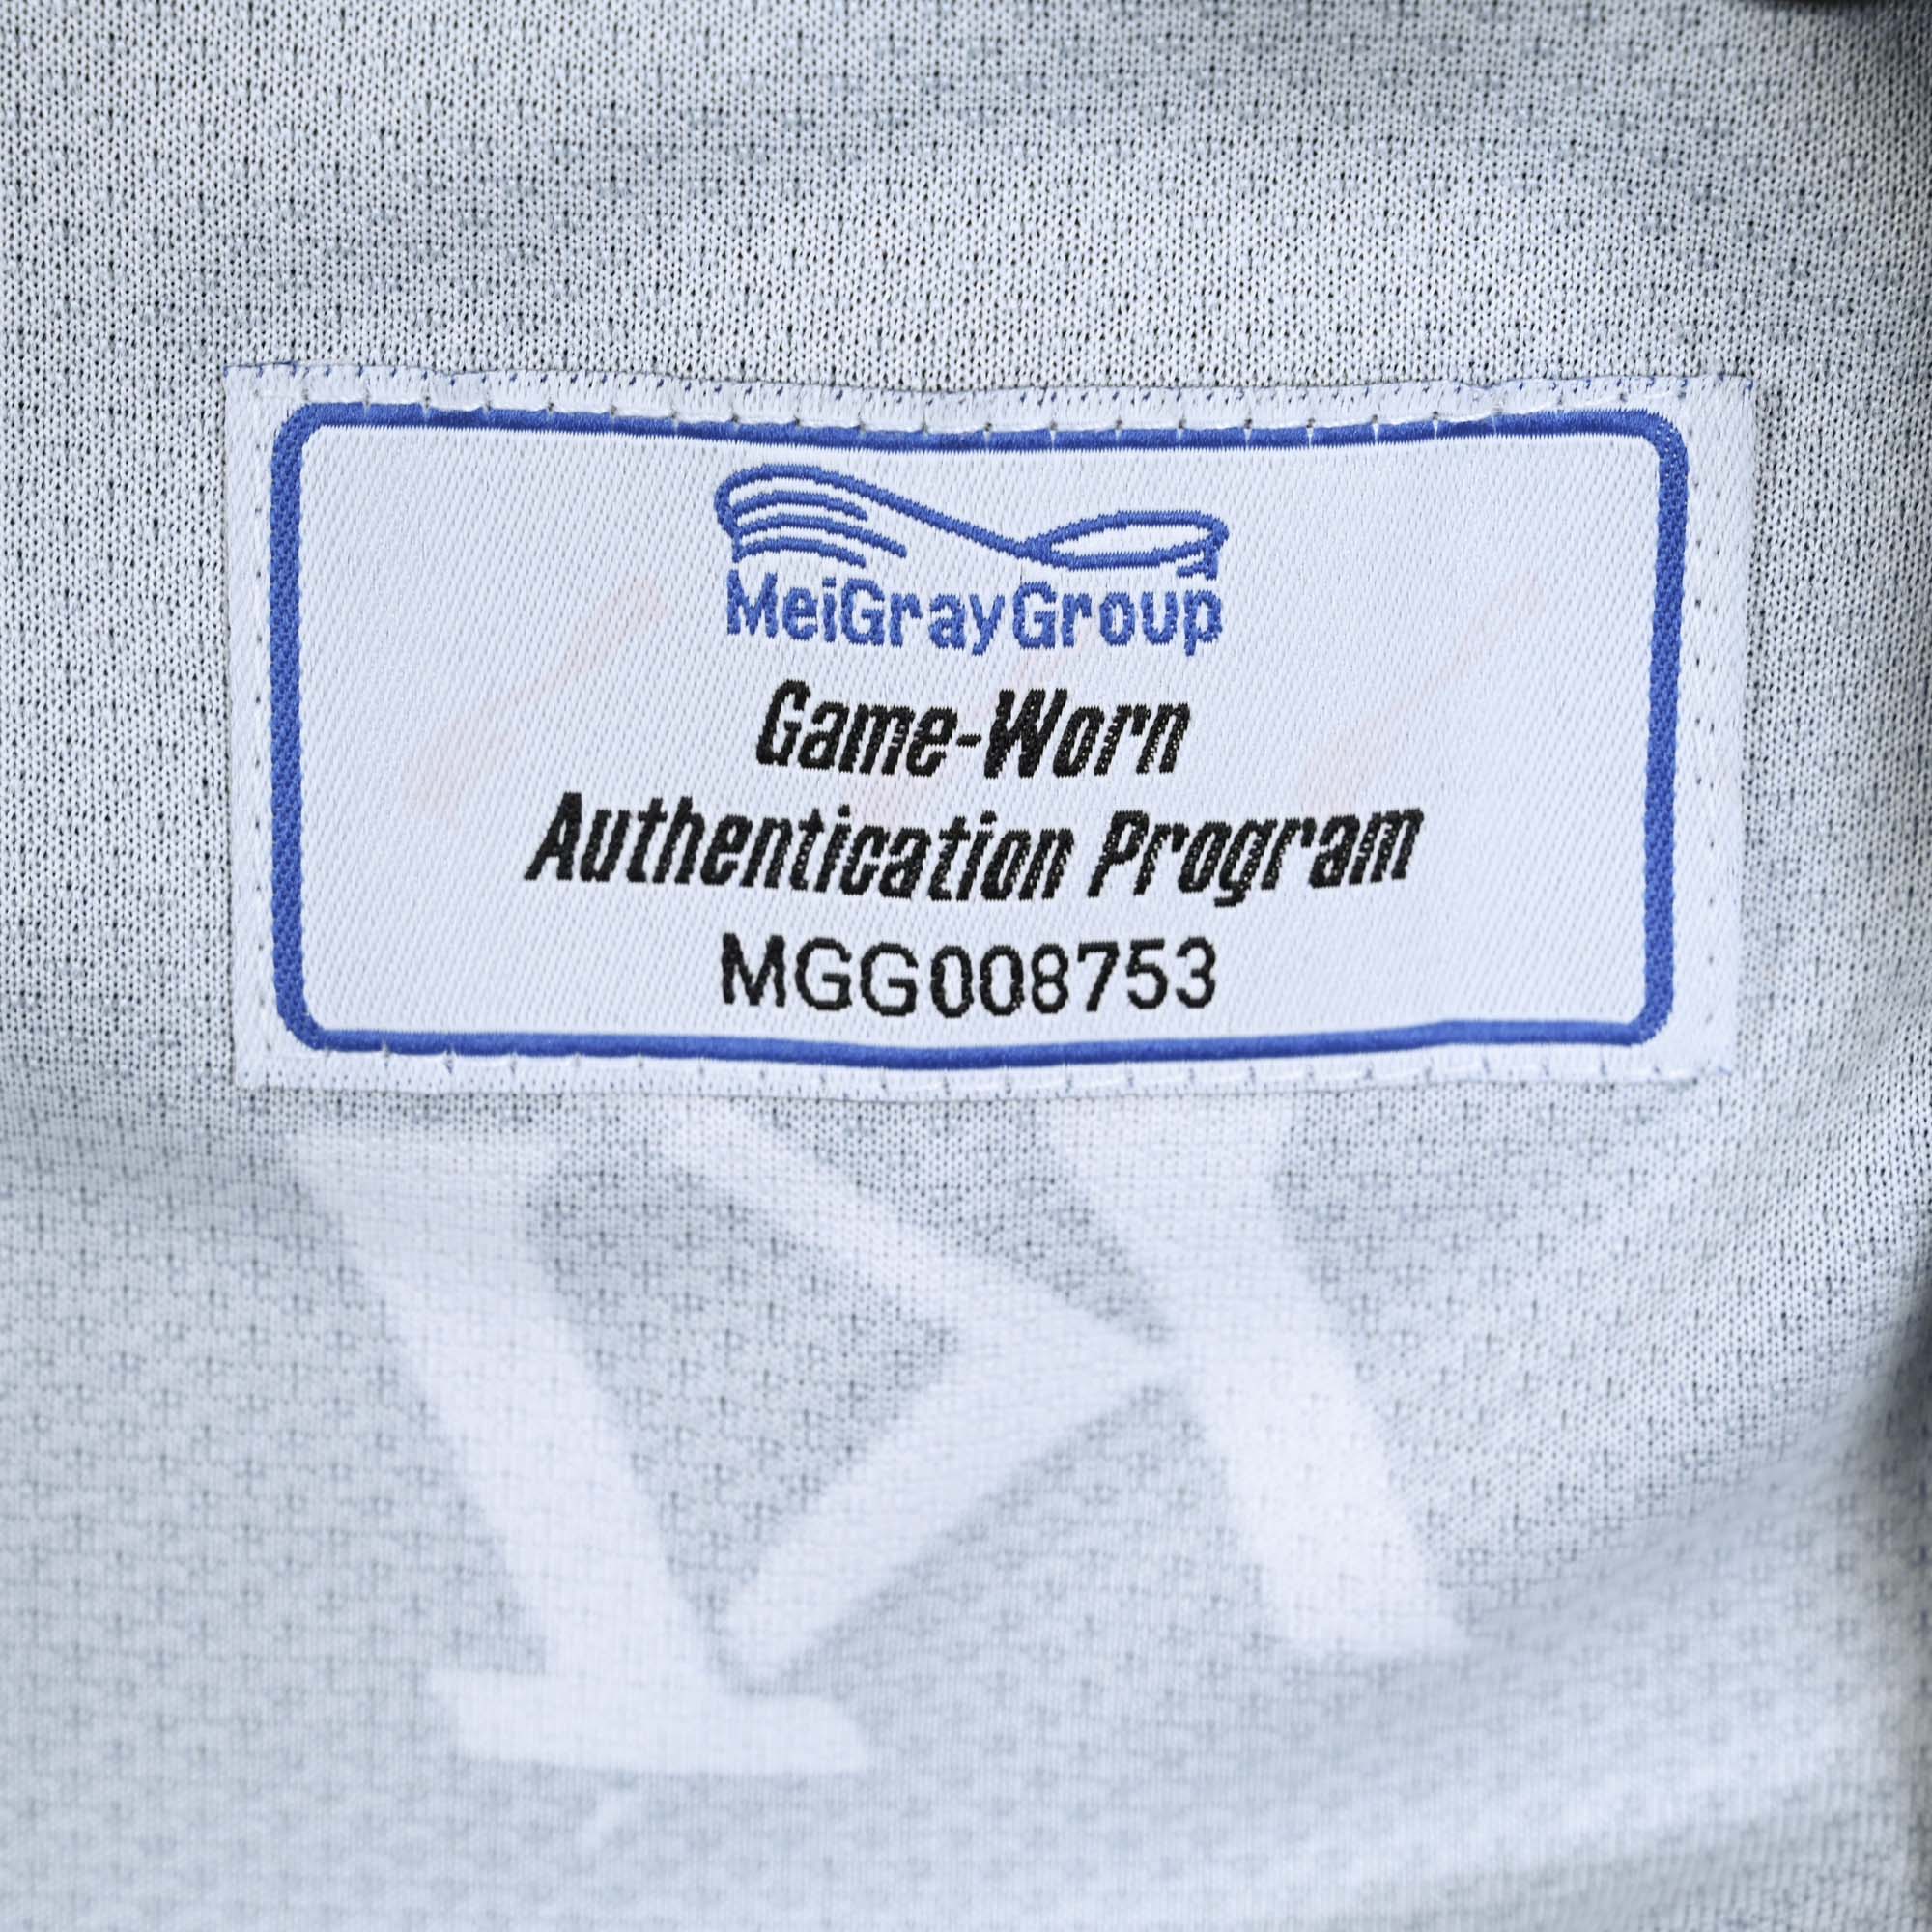 MeiGrayGroup
Game-Worn
Authentication Program
MGG008753